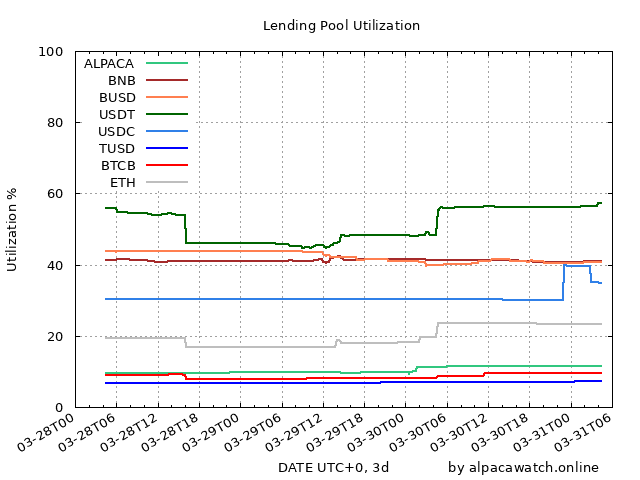 Lending Pool Utilization
Utilization %
100
80
60
40
20
0
ALPACA
BNB
BUSD
USDT
USDC
TUSD
BTCB
ETH
03-28T00
03-28T06
03-28T12
03-28T18
03-29T00
03-29T06
03-29T12
03-29T18
03-30T00
03-30T06
03-30T12
03-30T18
03-31T00
03-31T06
DATE UTC+0, 3d
by alpacawatch.online